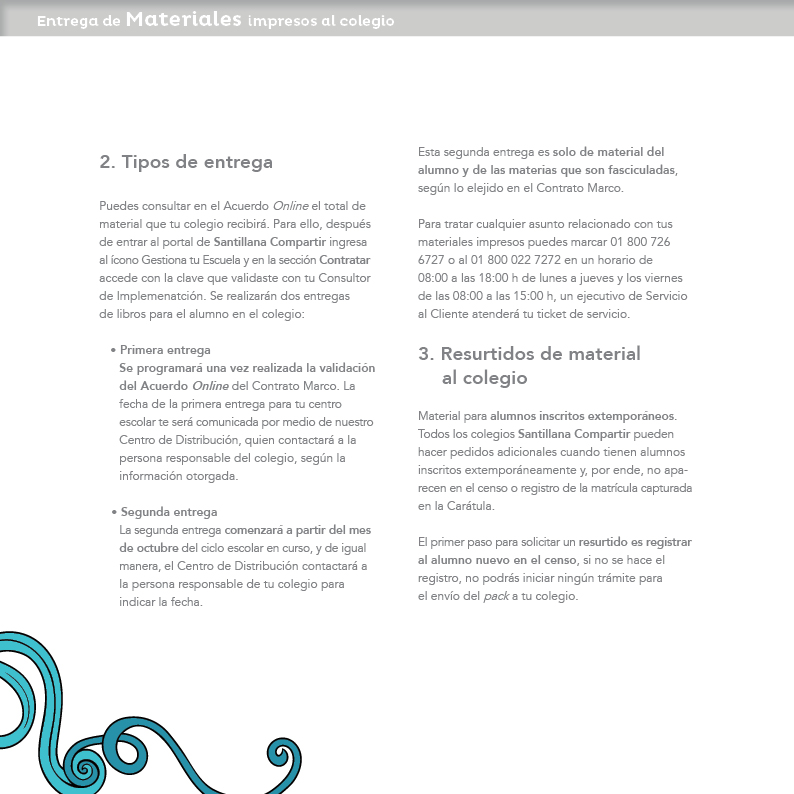 Entrega de Materiales impresos al colegio
2. Tipos de entrega
Puedes consultar en el Acuerdo Online el total de
material que tu colegio recibirá. Para ello, después
de entrar al portal de Santillana Compartir ingresa
al ícono Gestiona tu Escuela y en la sección Contratar
accede con la clave que validaste con tu Consultor
de Implemenatción. Se realizarán dos entregas
de libros para el alumno en el colegio:
• Primera entrega
Se programará una vez realizada la validación
del Acuerdo Online del Contrato Marco. La
fecha de la primera entrega para tu centro
escolar te será comunicada por medio de nuestro
Centro de Distribución, quien contactará a la
persona responsable del colegio, según la
información otorgada.
• Segunda entrega
La segunda entrega comenzará a partir del mes
de octubre del ciclo escolar en curso, y de igual
manera, el Centro de Distribución contactará a
la persona responsable de tu colegio para
indicar la fecha.
Esta segunda entrega es solo de material del
alumno y de las materias que son fasciculadas,
según lo elejido en el Contrato Marco.
Para tratar cualquier asunto relacionado con tus
materiales impresos puedes marcar 01 800 726
6727 o al 01 800 022 7272 en un horario de
08:00 a las 18:00 h de lunes a jueves y los viernes
de las 08:00 a las 15:00 h, un ejecutivo de Servicio
al Cliente atenderá tu ticket de servicio.
3. Resurtidos de material
al colegio
Material para alumnos inscritos extemporáneos.
Todos los colegios Santillana Compartir pueden
hacer pedidos adicionales cuando tienen alumnos
inscritos extemporáneamente y, por ende, no apa-
recen en el censo o registro de la matrícula capturada
en la Carátula.
El primer paso para solicitar un resurtido es registrar
al alumno nuevo en el censo, si no se hace el
registro, no podrás iniciar ningún trámite para
el envío del pack a tu colegio.